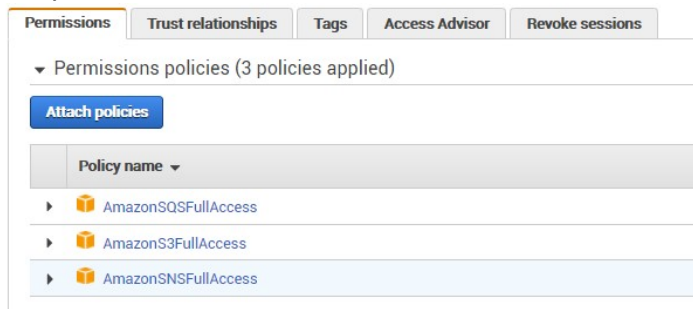 Permissions Trust relationships Tags Access Advisor Revoke sessions
Permissions policies (3 policies applied)
Attach policies
Policy name
AmazonSQSFullAccess
AmazonS3FullAccess
AmazonSNSFullAccess